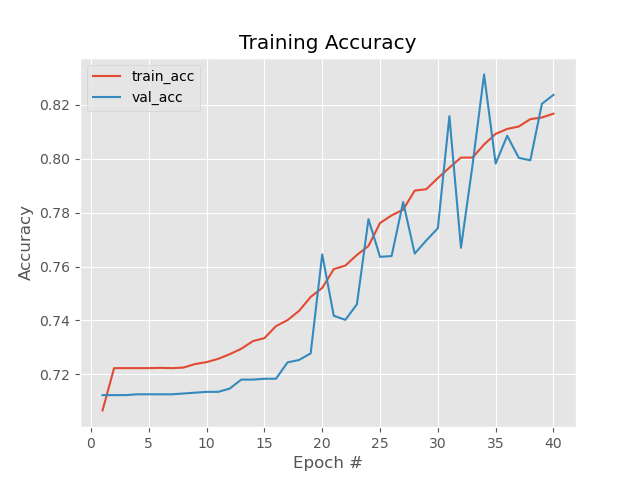 Training Accuracy
train_acc
val_acc
0.82
0.80
0.78
0.76
0.74
0.72
Accuracy
0 5 10 15 20 25 30 35 40
Epoch #